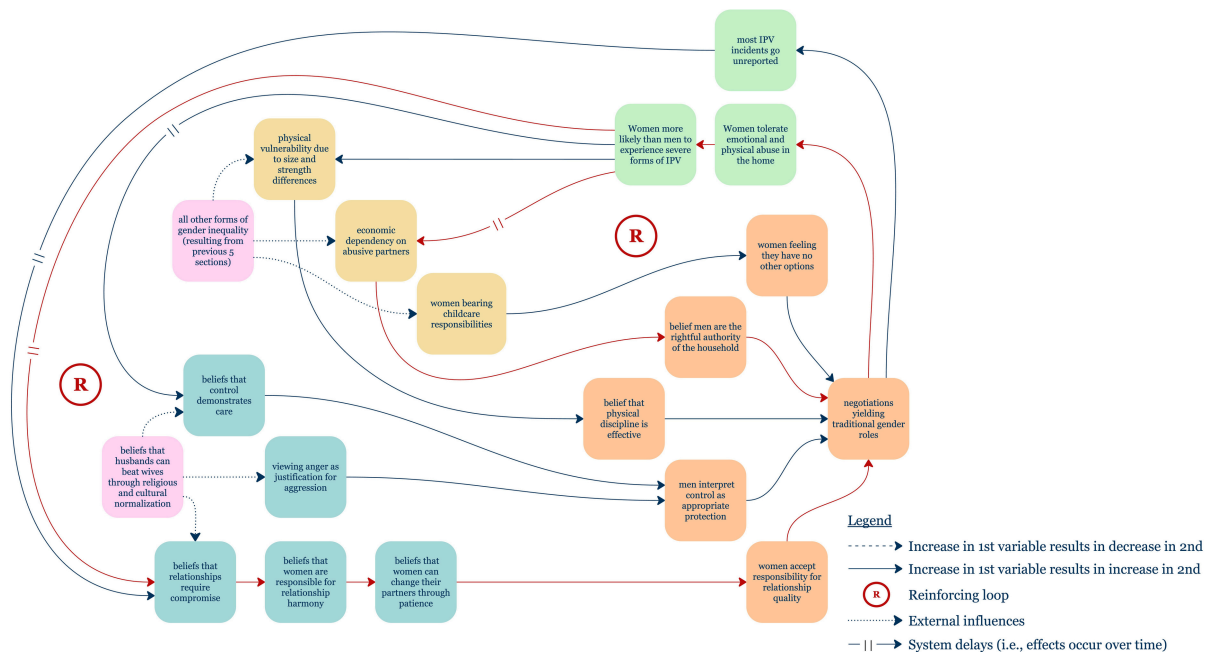 most IPV
incidents go
unreported
Women more
likely than men to
experience severe
forms of IPV
Women tolerate
emotional and
physical abuse in
the home
physical
vulnerability due
to size and
strength
differences
all other forms of
gender inequality
(resulting from
previous 5
sections)
economic
dependency on
abusive partners
R
women feeling
they have no
other options
women bearing
childcare
responsibilities
belief men are the
rightful authority
of the household
R
beliefs that
control
demonstrates
care
belief that
physical
discipline is
effective
negotiations
yielding
traditional gender
roles
beliefs that
husbands can
beat wives
through religious
and cultural
normalization
viewing anger as
justification for
aggression
men interpret
control as
appropriate
protection
beliefs that
relationships
require
compromise
beliefs that
women are
responsible for
relationship
harmony
beliefs that
women can
change their
partners through
patience
women accept
responsibility for
relationship
quality
Legend
Increase in 1st variable results in decrease in 2nd
Increase in 1st variable results in increase in 2nd
R Reinforcing loop
External influences
System delays (i.e., effects occur over time)